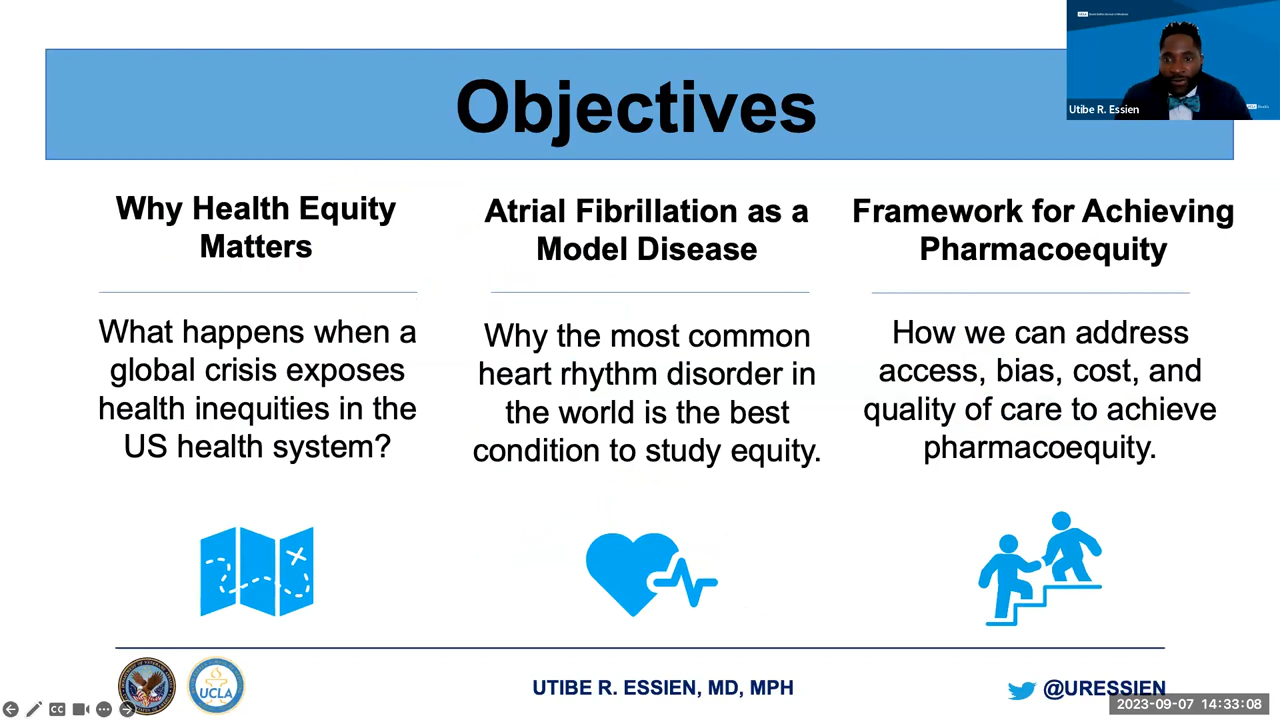 Objectives
Utibe R. Essien
Why Health Equity
Matters
What happens when a
global crisis exposes
health inequities in the
US health system?
Atrial Fibrillation as a
Model Disease
Why the most common
heart rhythm disorder in
the world is the best
condition to study equity.
Framework for Achieving
Pharmacoequity
How we can address
access, bias, cost, and
quality of care to achieve
pharmacoequity.
UCLA
UTIBE R. ESSIEN, MD, MPH
@URESSIEN
CC
2023-09-07 14:33:08